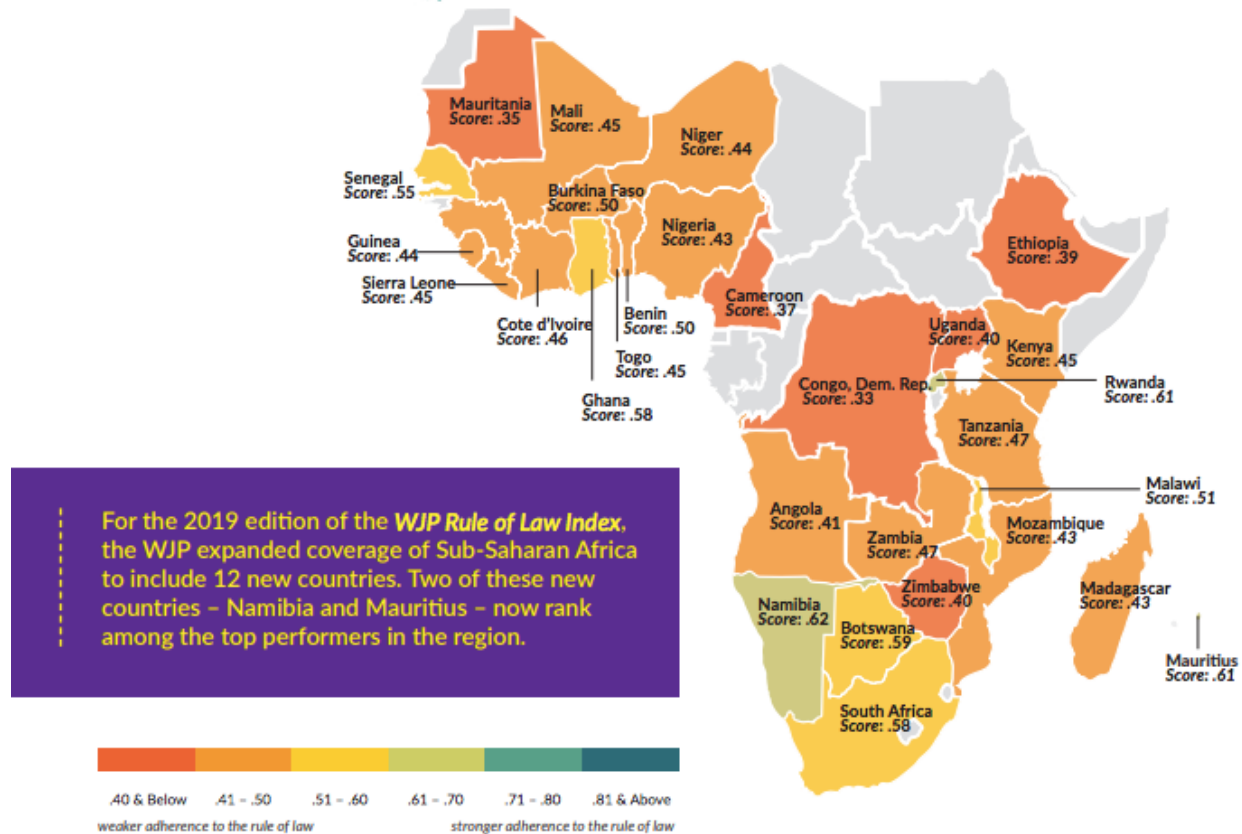 Mauritania
Score: .35
Mali
Score: .45
Niger
Score: .44
Senegal
Score: .55
Burkina Faso
Score: .50
Nigeria
Score: .43
Ethiopia
Score: .39
Guinea
Score: .44
Sierra Leone
Score: .45
Cote d'Ivoire
Score: .46
Ghana
Score: .58
Togo
Score: .45
Benin
Score: .50
Cameroon
Score: .37
Uganda
Score: .40
Kenya
Score: .45
Congo, Dem. Rep.
Score: .33
Rwanda
Score: .61
Tanzania
Score: .47
Malawi
Score: .51
Angola
Score: .41
Zambia
Score: .47
Mozambique
Score: .43
Zimbabwe
Score: .40
Madagascar
Score: .43
Namibia
Score: .62
Botswana
Score: .59
Mauritius
Score: .61
South Africa
Score: .58
For the 2019 edition of the WJP Rule of Law Index,
the WJP expanded coverage of Sub-Saharan Africa
to include 12 new countries. Two of these new
countries – Namibia and Mauritius – now rank
among the top performers in the region.
.40 & Below .41 – .50 .51 – .60 .61 – .70 .71 – .80 .81 & Above
weaker adherence to the rule of law stronger adherence to the rule of law